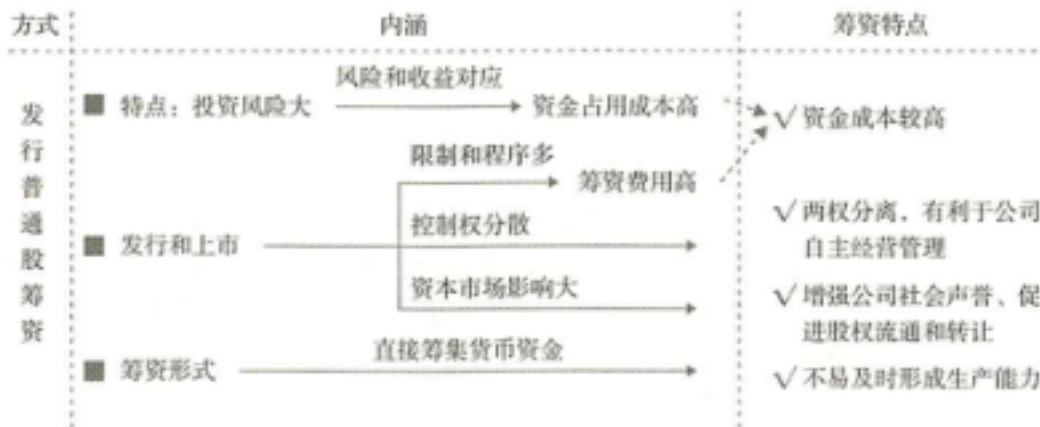 方式 内涵 筹资特点
风险和收益对应
■ 特点：投资风险大 资金占用成本高 √ 资金成本较高
限制和程序多
筹资费用高
控制权分散 √ 两权分离，有利于公司
■ 发行和上市 自主经营管理
资本市场影响大 √ 增强公司社会声誉、促
进股权流通和转让
直接筹集货币资金
■ 筹资形式 √ 不易及时形成生产能力
发行普通股筹资